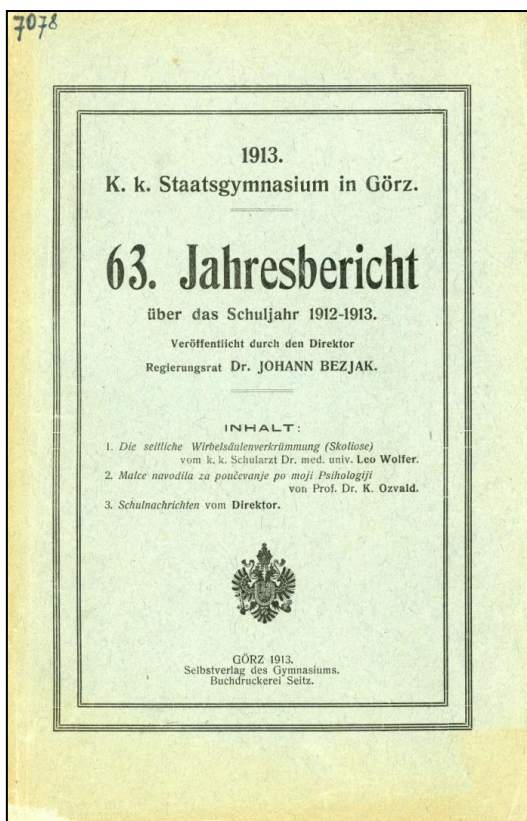 7078
1913.
K. k. Staatsgymnasium in Görz.
63. Jahresbericht
über das Schuljahr 1912-1913.
Veröffentlicht durch den Direktor
Regierungsrat Dr. JOHANN BEZJAK.
INHALT:
1. Die seitliche Wirbelsäulenverkrümmung (Skoliose)
vom k. k. Schularzt Dr. med. univ. Leo Wolfer.
2. Malce navodila za poučevanje po moji Psihologiji
von Prof. Dr. K. Ozvald.
3. Schulnachrichten vom Direktor.
GÖRZ 1913.
Selbstverlag des Gymnasiums.
Buchdruckerei Seitz.